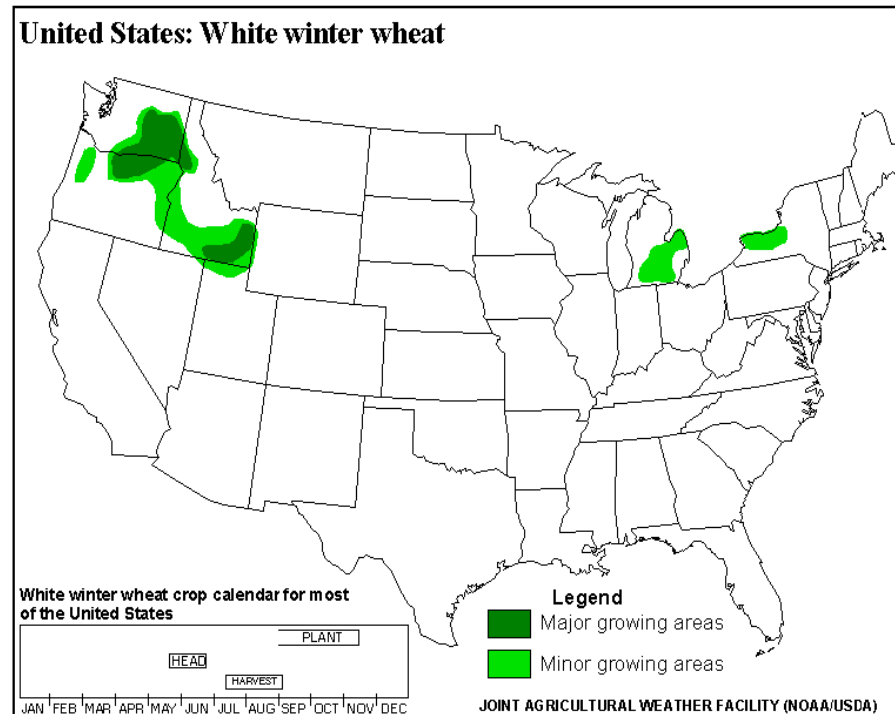 United States: White winter wheat
White winter wheat crop calendar for most
of the United States
PLANT
HEAD
HARVEST
JAN FEB MAR APR MAY JUN JUL AUG SEP OCT NOV DEC
Legend
Major growing areas
Minor growing areas
JOINT AGRICULTURAL WEATHER FACILITY (NOAA/USDA)